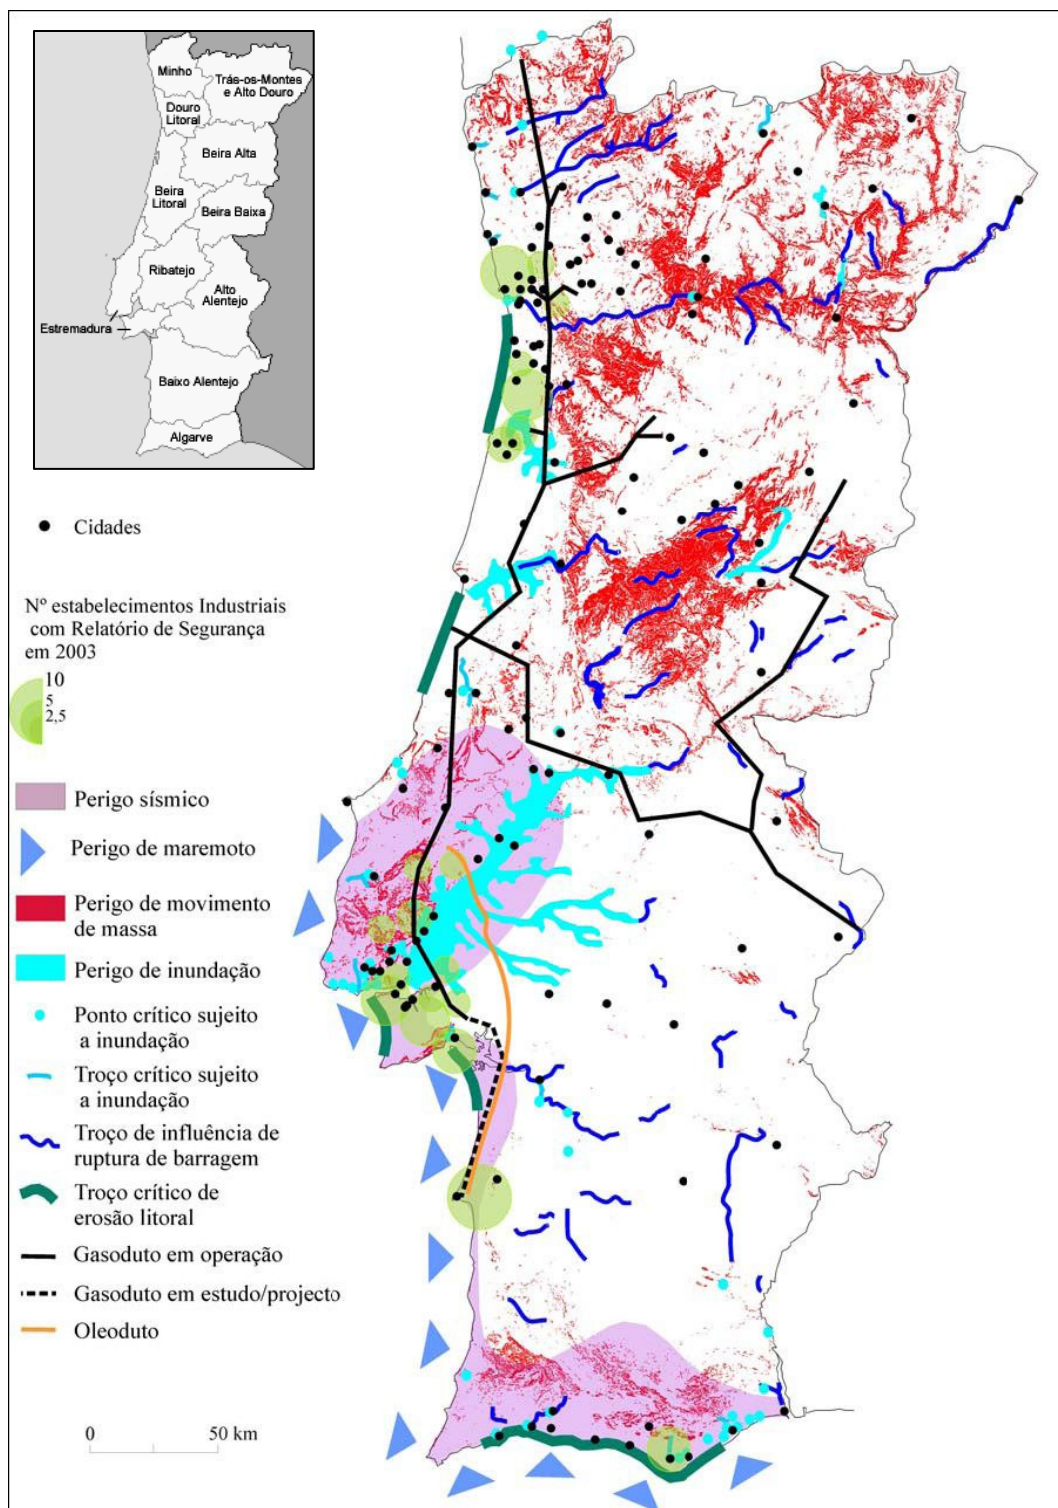 Minho
Trás-os-Montes
e Alto Douro
Douro
Litoral
Beira Alta
Beira
Litoral
Beira Baixa
Ribatejo
Alto
Alentejo
Estremadura
Baixo Alentejo
Algarve
Cidades
Nº estabelecimentos Industriais
com Relatório de Segurança
em 2003
10
5
2,5
Perigo sísmico
Perigo de maremoto
Perigo de movimento
de massa
Perigo de inundação
Ponto crítico sujeito
a inundação
Troço crítico sujeito
a inundação
Troço de influência de
ruptura de barragem
Troço crítico de
erosão litoral
Gasoduto em operação
Gasoduto em estudo/projecto
Oleoduto
0 50 km